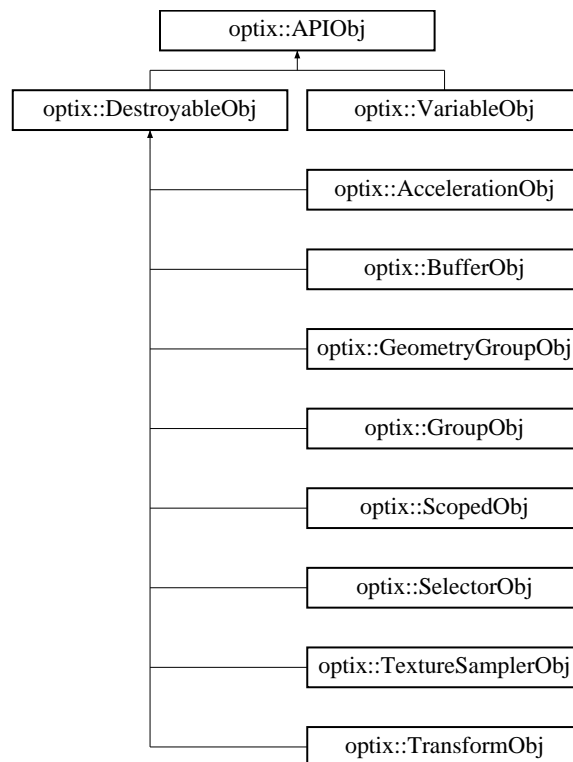 optix::APIObj
optix::DestroyableObj
optix::VariableObj
optix::AccelerationObj
optix::BufferObj
optix::GeometryGroupObj
optix::GroupObj
optix::ScopedObj
optix::SelectorObj
optix::TextureSamplerObj
optix::TransformObj